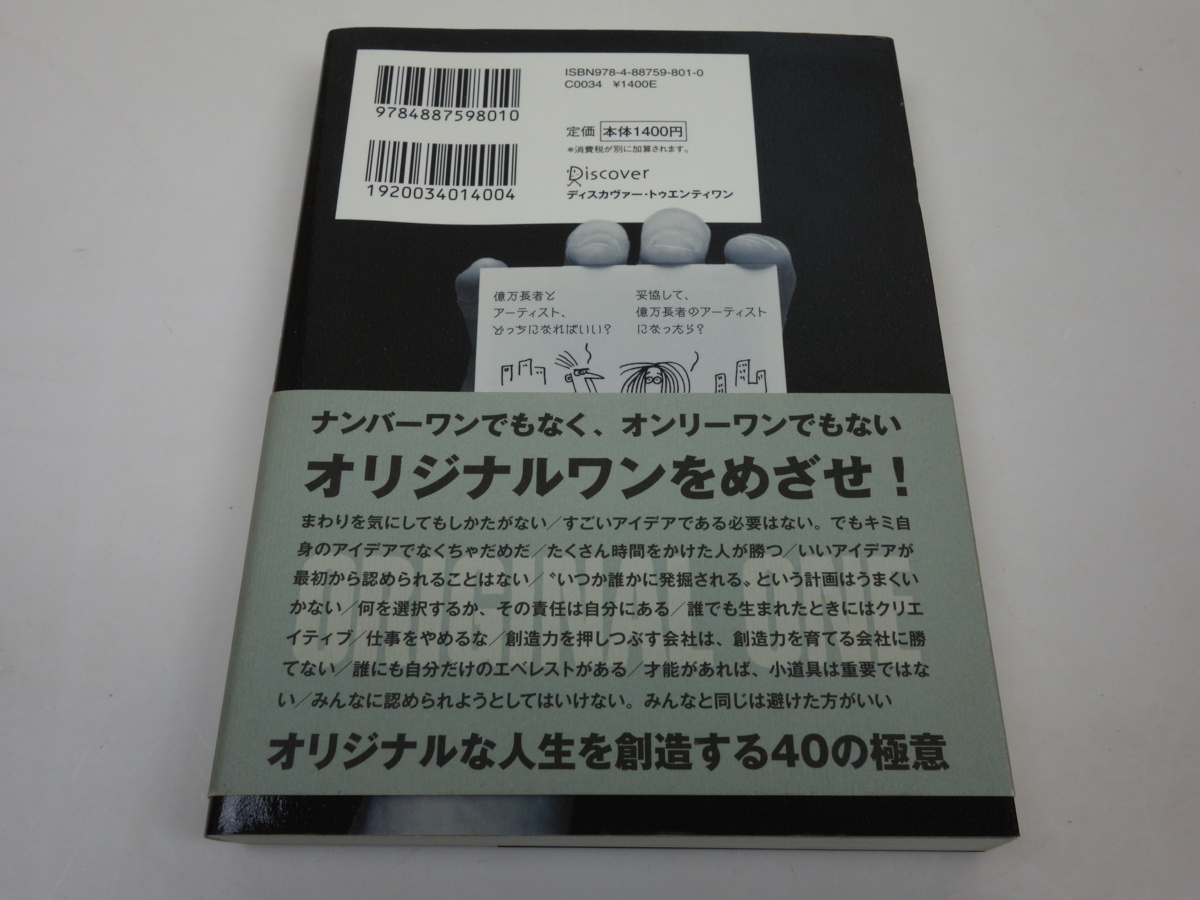 9784887598010
1920034014004
ISBN978-4-88759-801-0
C0034 ¥1400E
定価 本体1400円
*消費税が別に加算されます。
Discover
ディスカヴァー・トゥエンティワン
億万長者と
アーティスト、
どっちになればいい?
妥協して、
億万長者のアーティスト
になったら?
ナンバーワンでもなく、オンリーワンでもない
オリジナルワンをめざせ!
まわりを気にしてもしかたがない/すごいアイデアである必要はない。でもキミ自
身のアイデアでなくちゃだめだ/たくさん時間をかけた人が勝つ/いいアイデアが
最初から認められることはない/〝いつか誰かに発掘される〟という計画はうまくい
かない/何を選択するか、その責任は自分にある/誰でも生まれたときにはクリエ
イティブ/仕事をやめるな/創造力を押しつぶす会社は、創造力を育てる会社に勝
てない/誰にも自分だけのエベレストがある/才能があれば、小道具は重要ではな
い/みんなに認められようとしてはいけない。みんなと同じは避けた方がいい
ORIGINAL ONE
オリジナルな人生を創造する40の極意